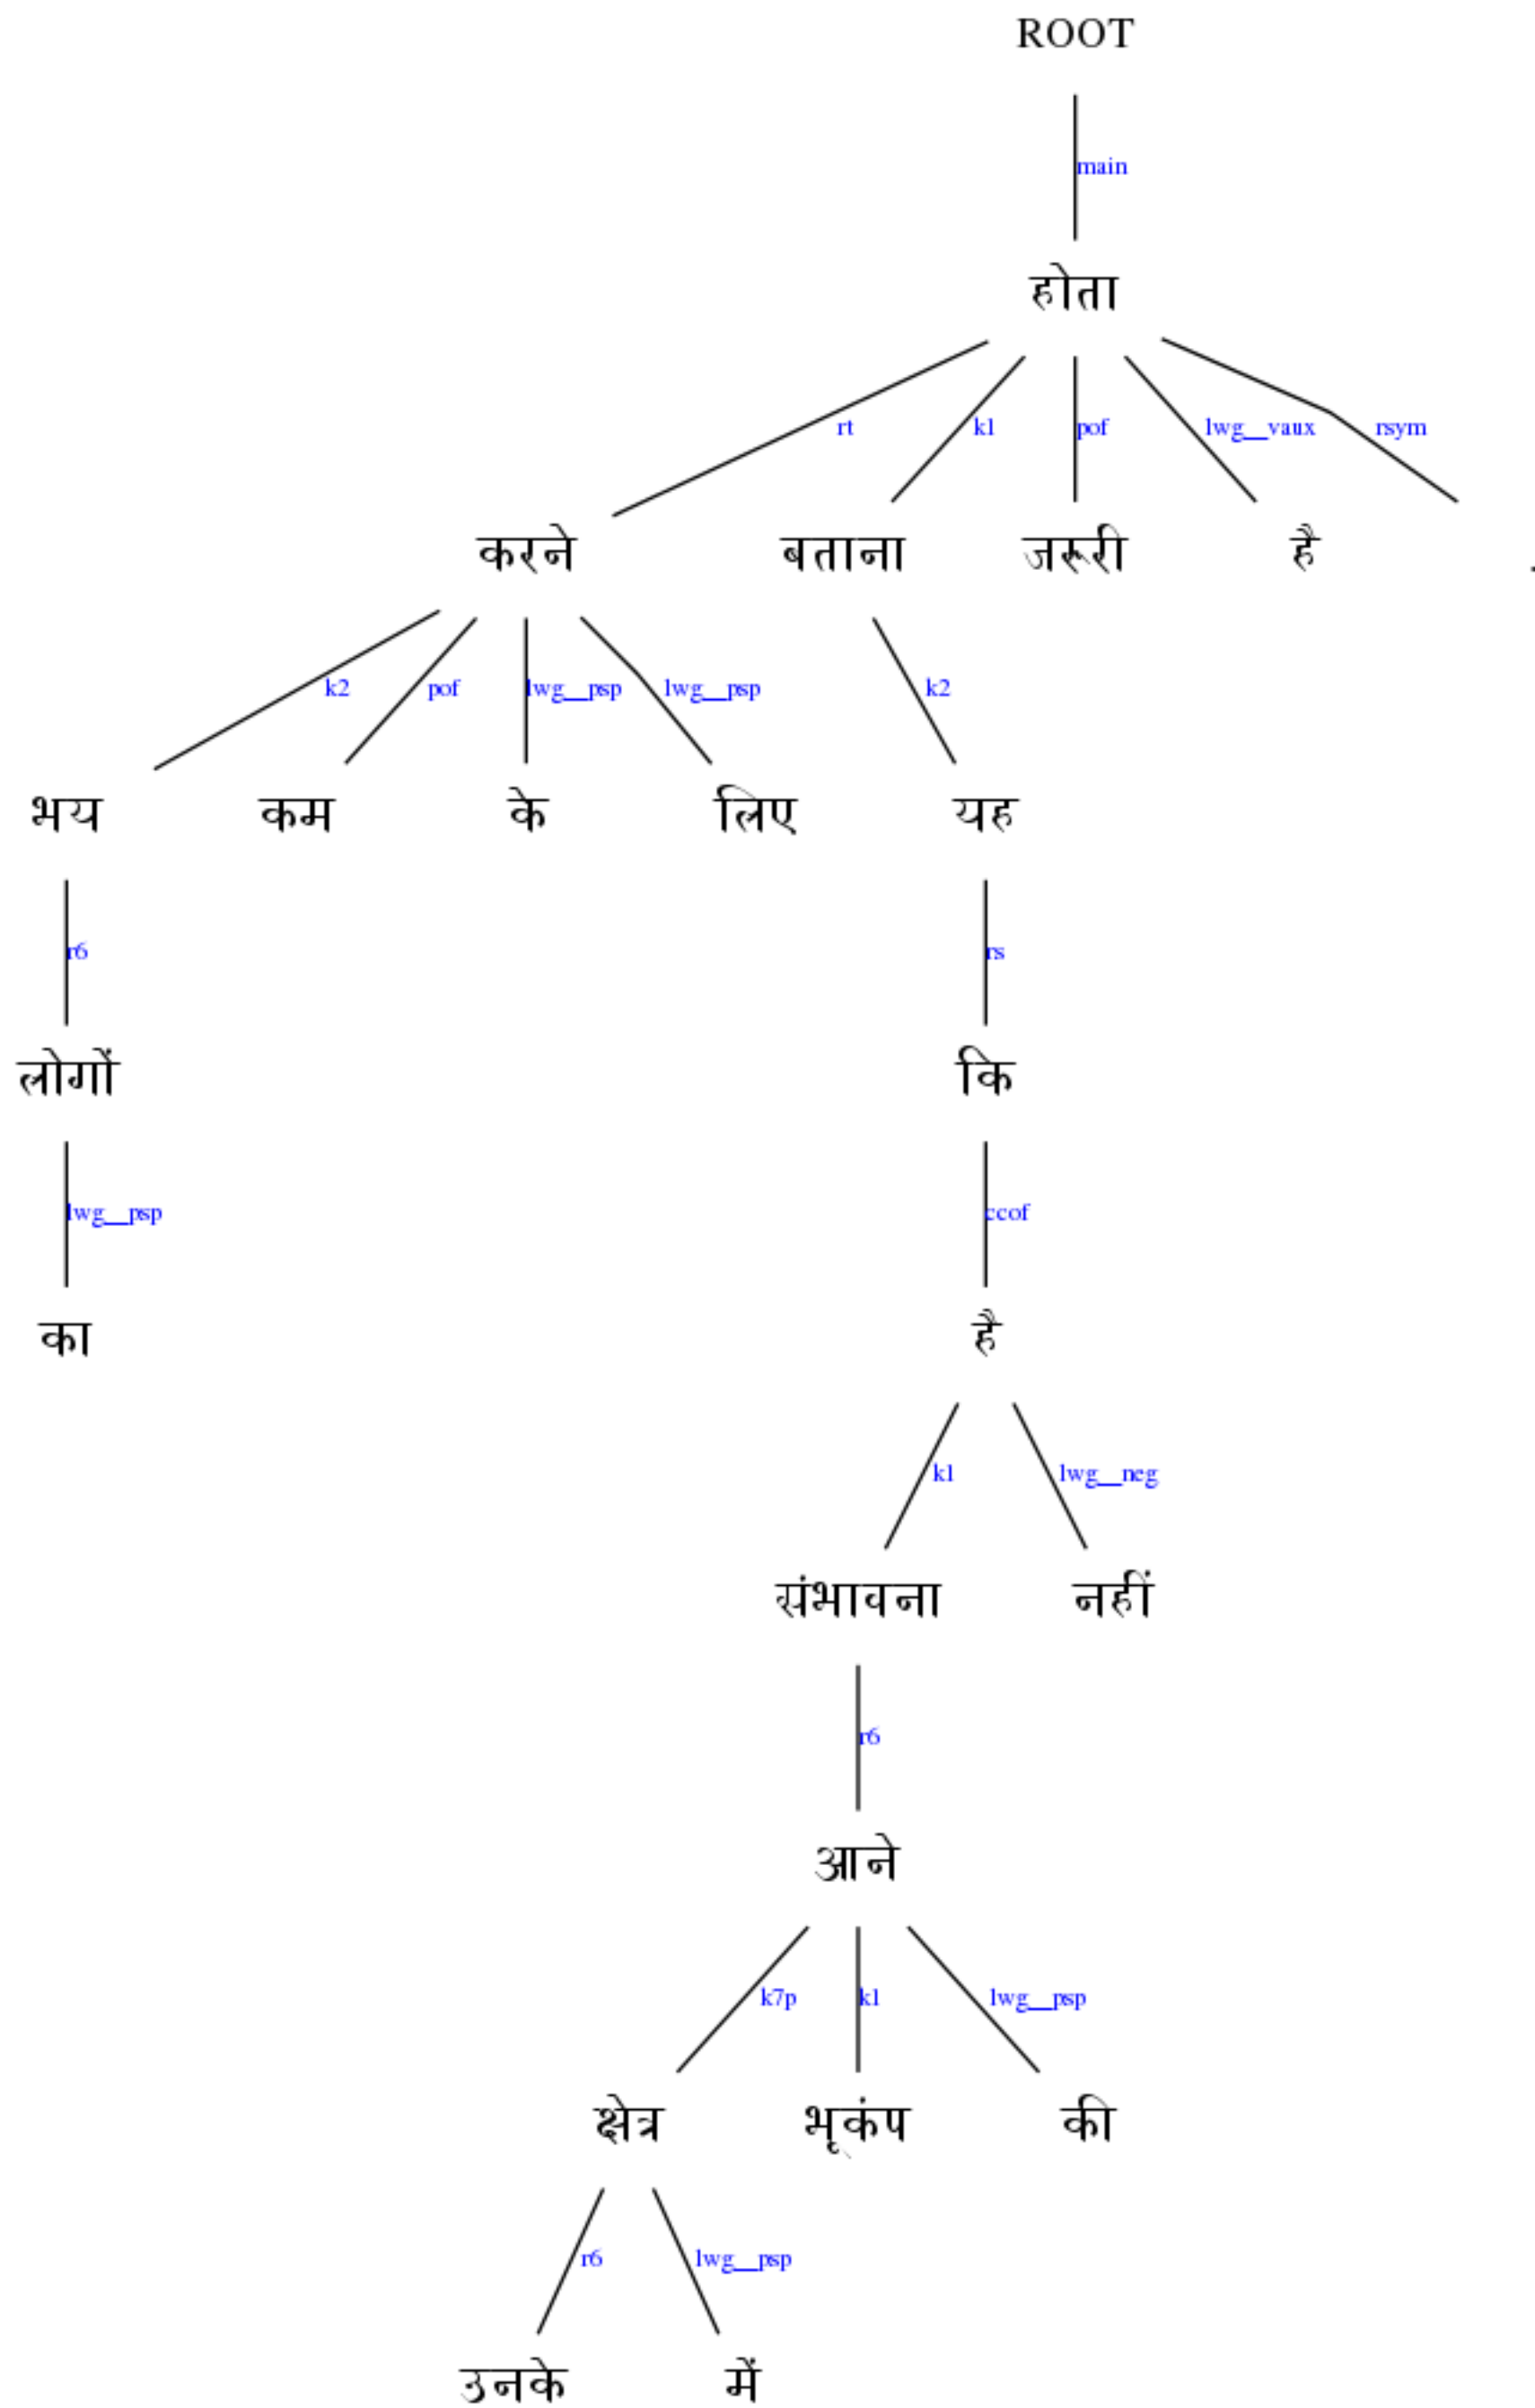 ROOT
main
होता
rt k1 pof lwg__vaux rsym
करने बताना जरूरी है
k2 pof lwg__psp lwg__psp k2
भय कम के लिए यह
r6 rs
लोगों कि
lwg__psp ccof
का है
k1 lwg__neg
संभावना नहीं
r6
आने
k7p k1 lwg__psp
क्षेत्र भूकंप की
r6 lwg__psp
उनके में